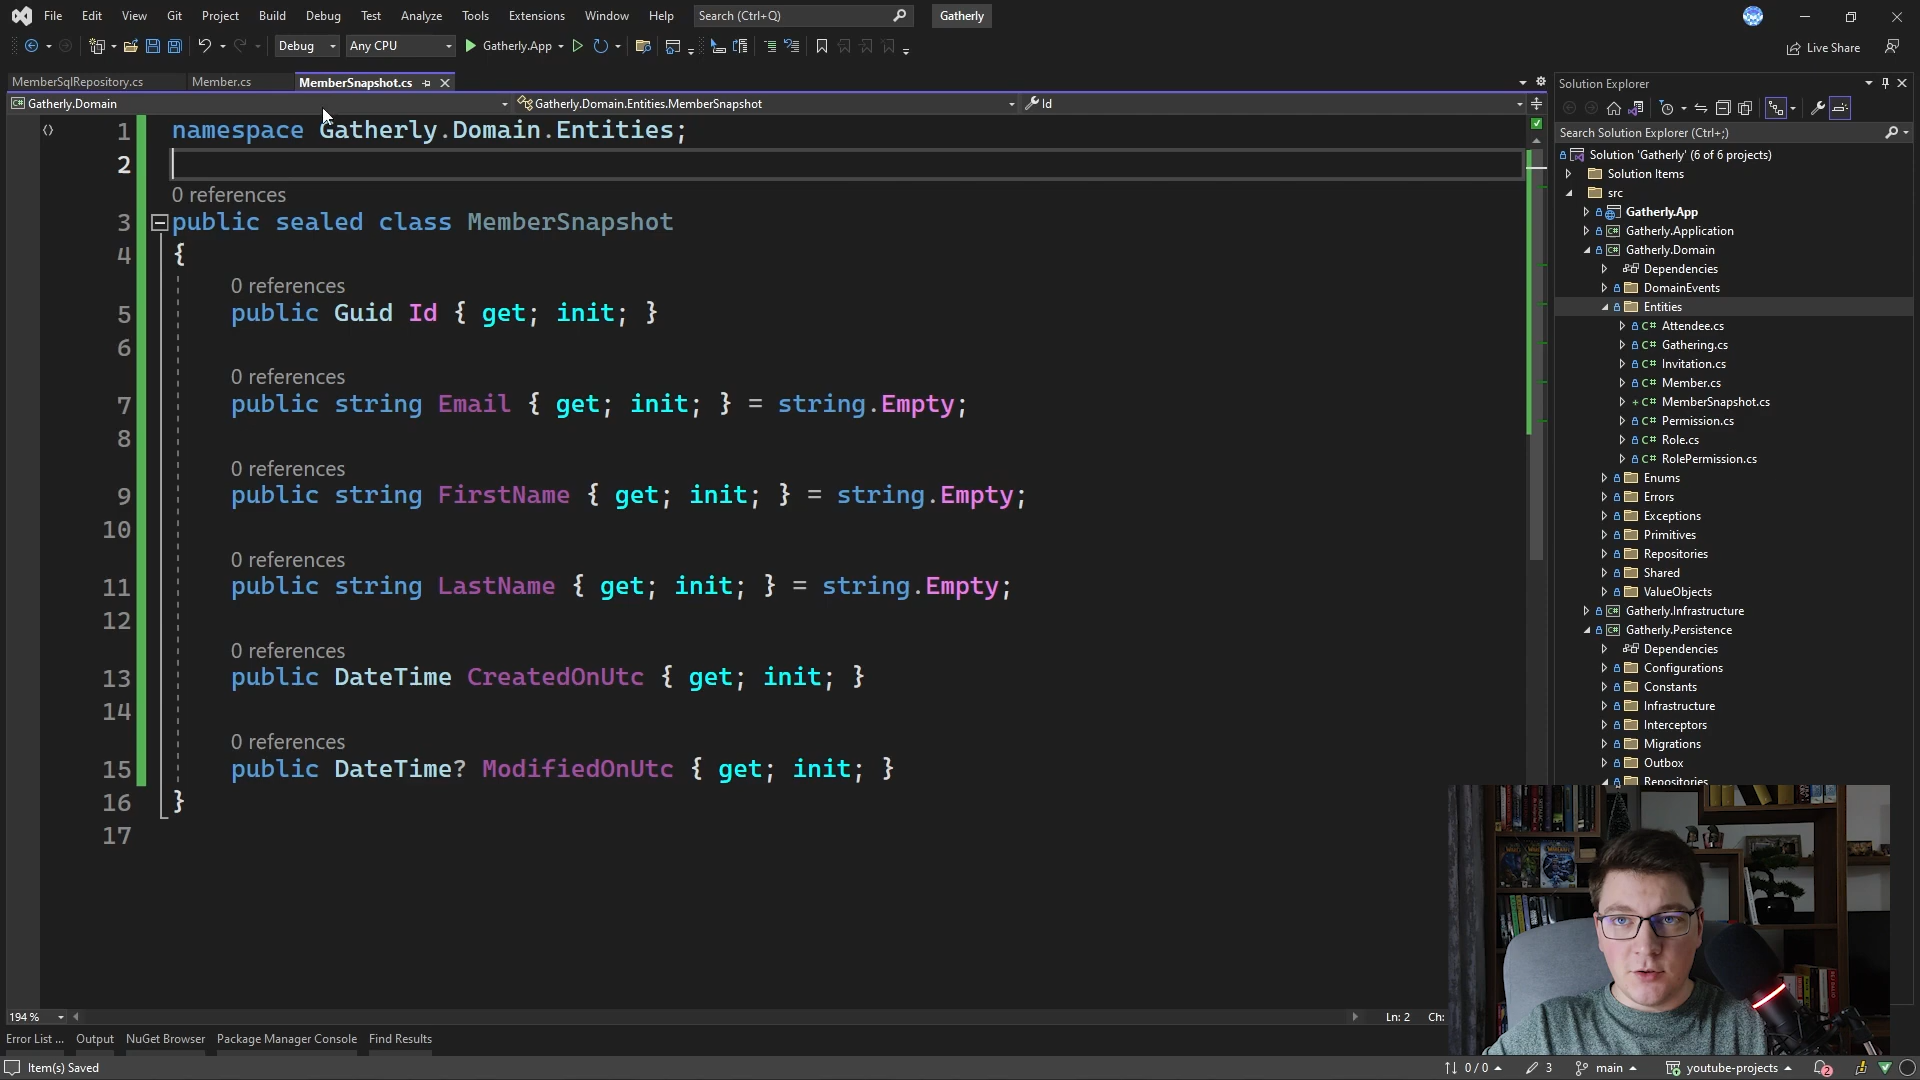 File Edit View Git Project Build Debug Test Analyze Tools Extensions Window Help Search (Ctrl+Q) Gatherly
Debug Any CPU Gatherly.App Live Share
MemberSqlRepository.cs Member.cs MemberSnapshot.cs
Gatherly.Domain Gatherly.Domain.Entities.MemberSnapshot Id
1 namespace Gatherly.Domain.Entities;
2
0 references
3 public sealed class MemberSnapshot
4 {
0 references
5 public Guid Id { get; init; }
6
0 references
7 public string Email { get; init; } = string.Empty;
8
0 references
9 public string FirstName { get; init; } = string.Empty;
10
0 references
11 public string LastName { get; init; } = string.Empty;
12
0 references
13 public DateTime CreatedOnUtc { get; init; }
14
0 references
15 public DateTime? ModifiedOnUtc { get; init; }
16 }
17
Solution Explorer
Search Solution Explorer (Ctrl+;)
Solution 'Gatherly' (6 of 6 projects)
Solution Items
src
Gatherly.App
C# Gatherly.Application
C# Gatherly.Domain
Dependencies
DomainEvents
Entities
C# Attendee.cs
C# Gathering.cs
C# Invitation.cs
C# Member.cs
+ C# MemberSnapshot.cs
C# Permission.cs
C# Role.cs
C# RolePermission.cs
Enums
Errors
Exceptions
Primitives
Repositories
Shared
ValueObjects
C# Gatherly.Infrastructure
C# Gatherly.Persistence
Dependencies
Configurations
Constants
Infrastructure
Interceptors
Migrations
Outbox
Repositories
194 % Ln: 2 Ch:
Error List ... Output NuGet Browser Package Manager Console Find Results
Item(s) Saved 0 / 0 3 main youtube-projects 2